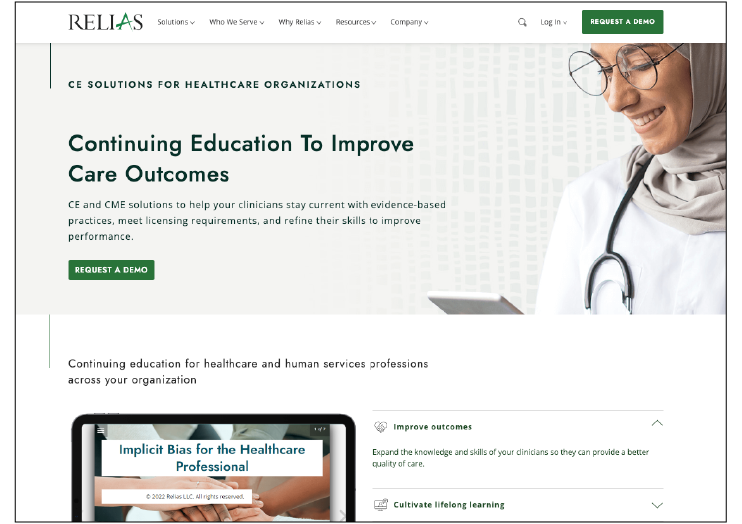 RELIAS Solutions Who We Serve Why Relias Resources Company Log In REQUEST A DEMO
CE SOLUTIONS FOR HEALTHCARE ORGANIZATIONS
Continuing Education To Improve
Care Outcomes
CE and CME solutions to help your clinicians stay current with evidence-based
practices, meet licensing requirements, and refine their skills to improve
performance.
REQUEST A DEMO
Continuing education for healthcare and human services professions
across your organization
Implicit Bias for the Healthcare
Professional
© 2022 Relias LLC. All rights reserved.
Improve outcomes
Expand the knowledge and skills of your clinicians so they can provide a better
quality of care.
Cultivate lifelong learning